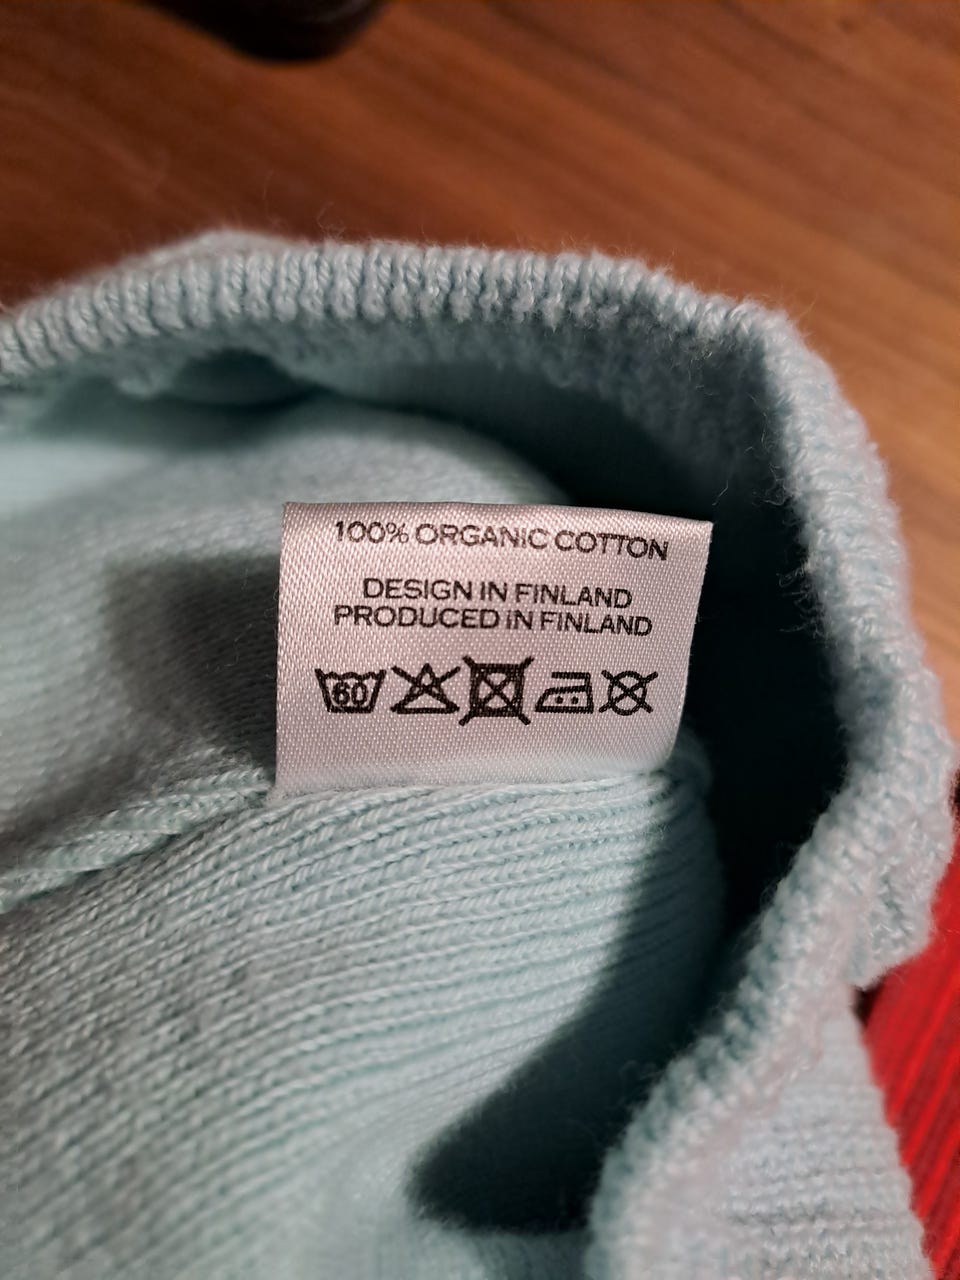 100% ORGANIC COTTON
DESIGN IN FINLAND
PRODUCED IN FINLAND
60